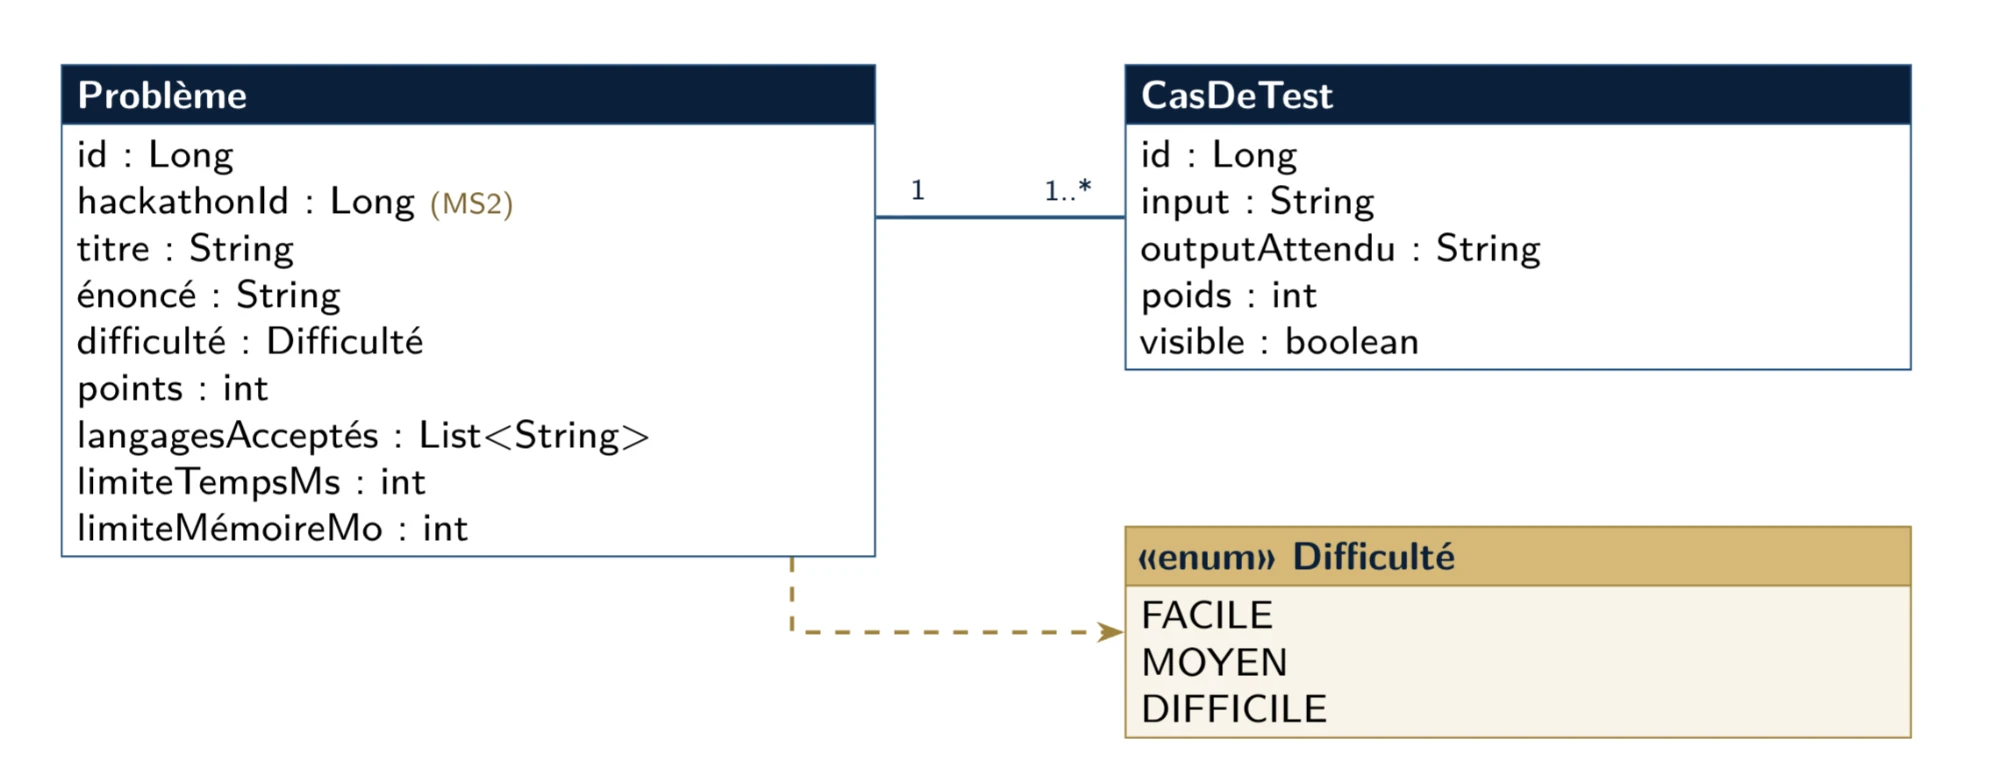 Problème
id : Long
hackathonId : Long (MS2)
titre : String
énoncé : String
difficulté : Difficulté
points : int
langagesAcceptés : List<String>
limiteTempsMs : int
limiteMémoireMo : int
1
1..*
CasDeTest
id : Long
input : String
outputAttendu : String
poids : int
visible : boolean
«enum» Difficulté
FACILE
MOYEN
DIFFICILE